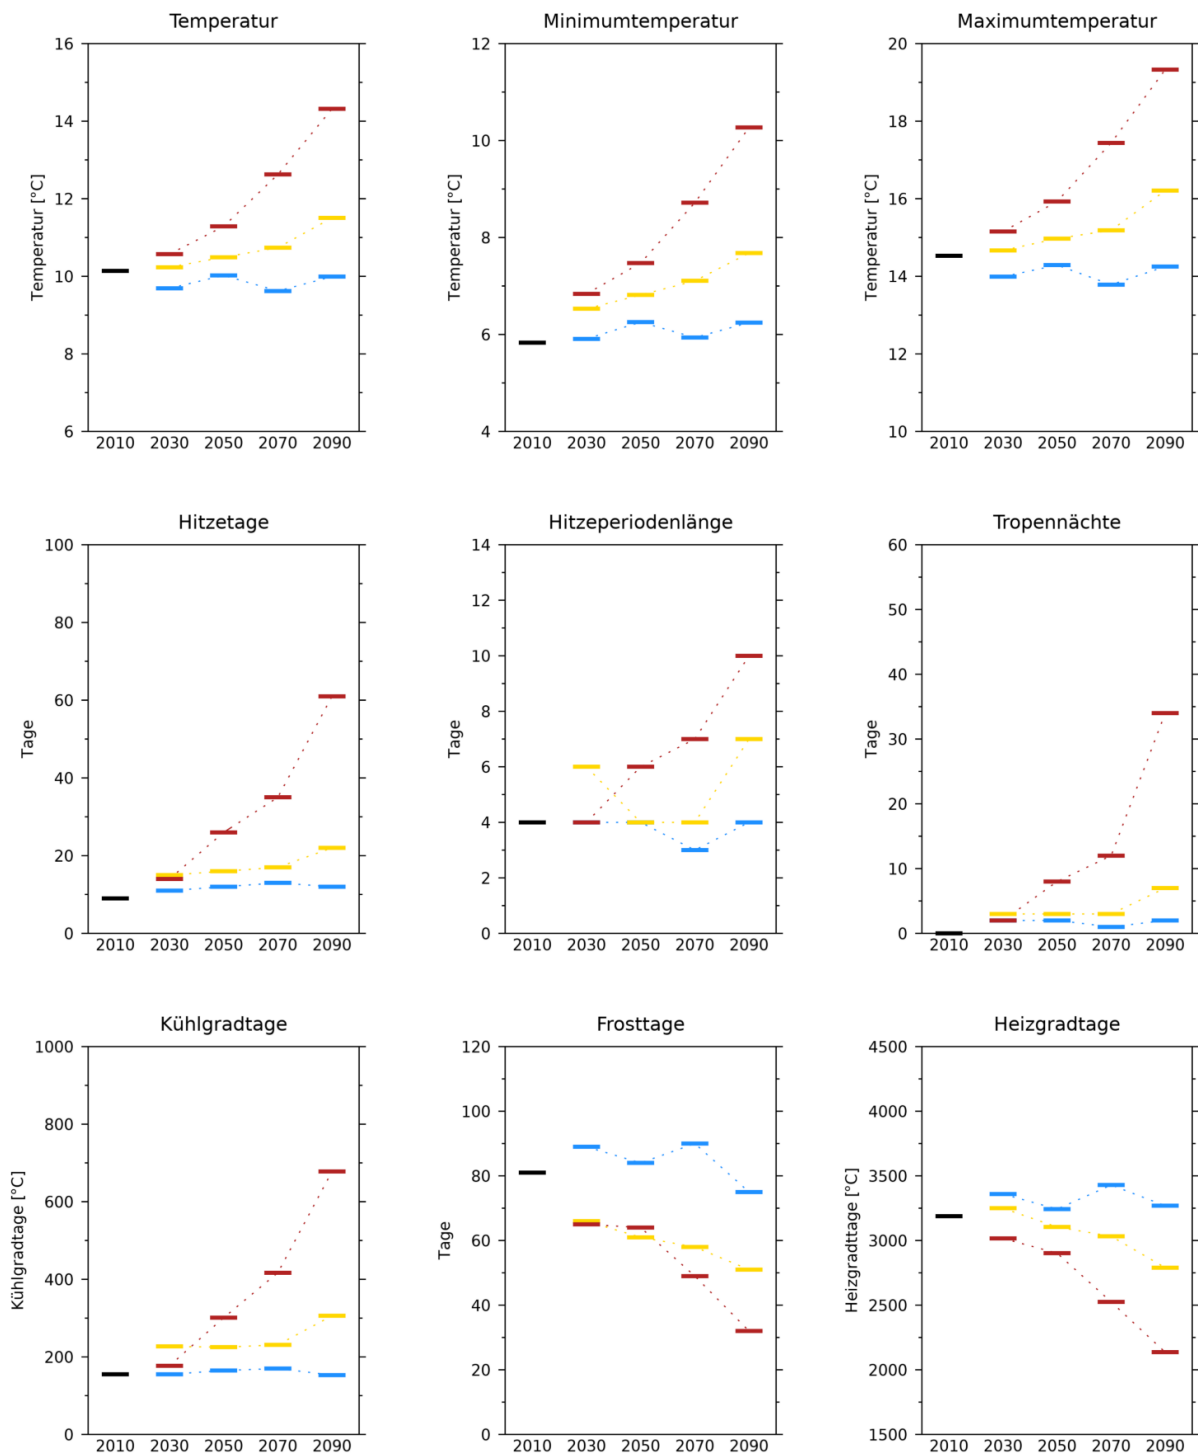 Temperatur
Minimumtemperatur
Maximumtemperatur
Temperatur [°C]
16
14
12
10
8
6
2010 2030 2050 2070 2090
Temperatur [°C]
12
10
8
6
4
2010 2030 2050 2070 2090
Temperatur [°C]
20
18
16
14
12
10
2010 2030 2050 2070 2090
Hitzetage
Hitzeperiodenlänge
Tropennächte
Tage
100
80
60
40
20
0
2010 2030 2050 2070 2090
Tage
14
12
10
8
6
4
2
0
2010 2030 2050 2070 2090
Tage
60
50
40
30
20
10
0
2010 2030 2050 2070 2090
Kühlgradtage
Frosttage
Heizgradtage
Kühlgradtage [°C]
1000
800
600
400
200
0
2010 2030 2050 2070 2090
Tage
120
100
80
60
40
20
0
2010 2030 2050 2070 2090
Heizgradttage [°C]
4500
4000
3500
3000
2500
2000
1500
2010 2030 2050 2070 2090